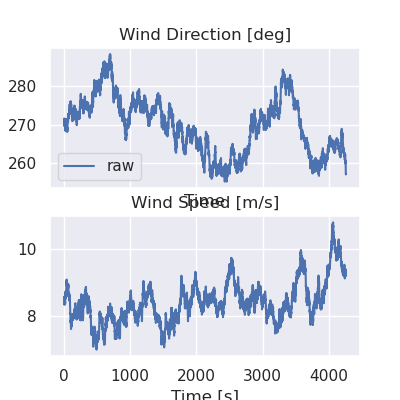 Wind Direction [deg]
280
270
260
raw
Time
Wind Speed [m/s]
10
8
0 1000 2000 3000 4000
Time [s]